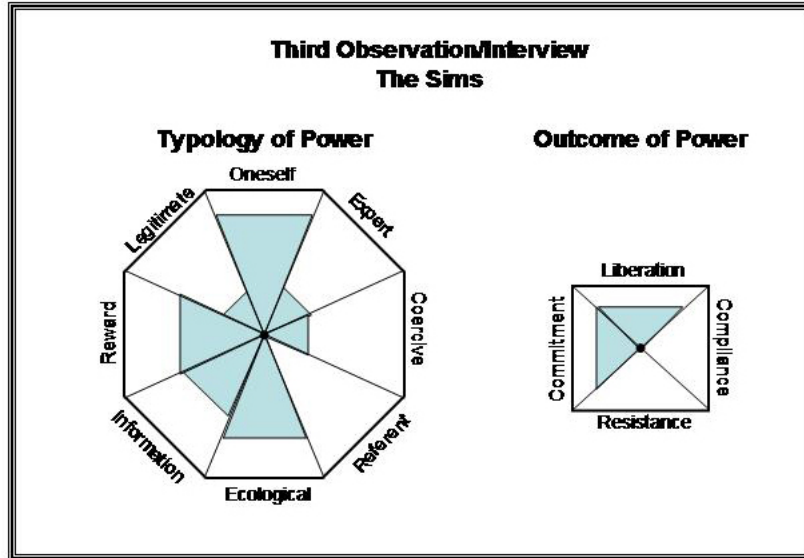 Third Observation/Interview
The Sims
Typology of Power
Outcome of Power
Oneself
Legitimate
Expert
Reward
Coercive
Information
Referent
Ecological
Liberation
Commitment
Compliance
Resistance